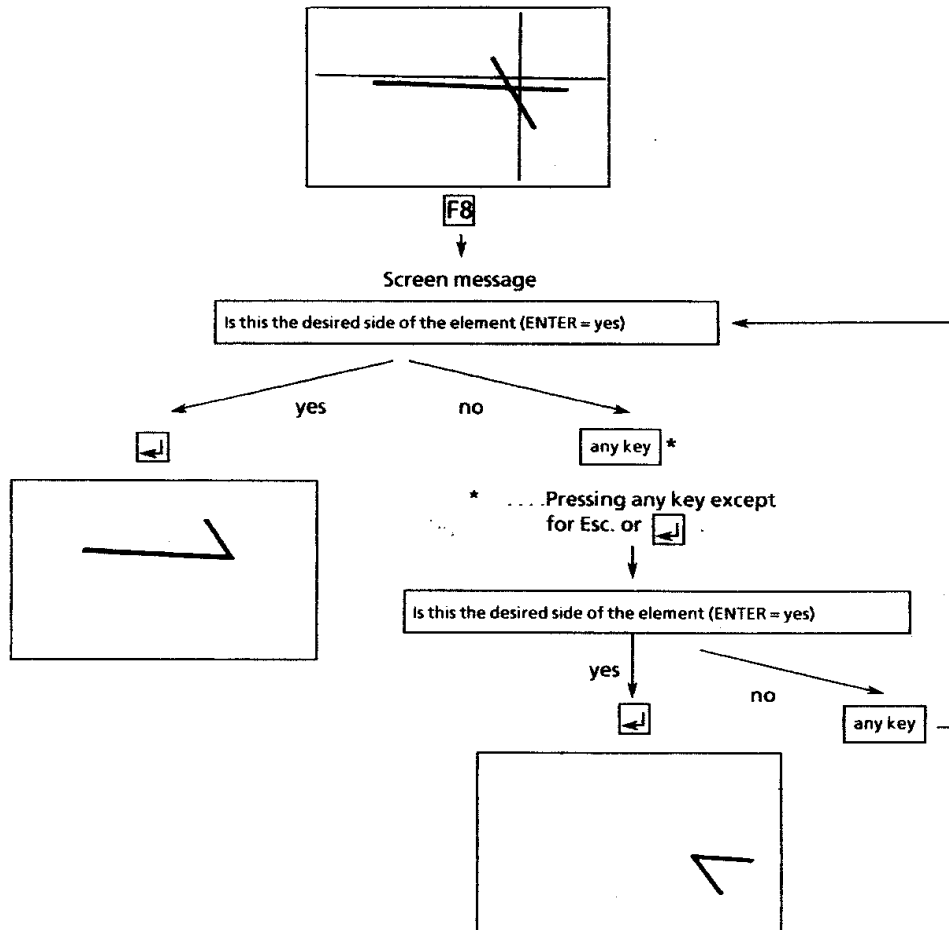 F8
Screen message
Is this the desired side of the element (ENTER = yes)
yes no
any key *
* .... Pressing any key except
for Esc. or
Is this the desired side of the element (ENTER = yes)
yes
no
any key